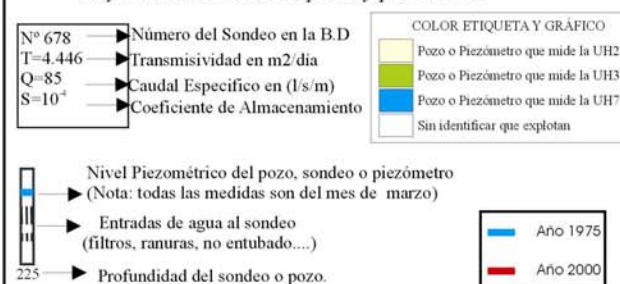 Nº 678
T=4.446
Q=85
S=10⁻⁴
Número del Sondeo en la B.D
Transmisividad en m2/día
Caudal Especifico en (l/s/m)
Coeficiente de Almacenamiento
COLOR ETIQUETA Y GRÁFICO
Pozo o Piezómetro que mide la UH2
Pozo o Piezómetro que mide la UH3
Pozo o Piezómetro que mide la UH7
Sin identificar que explotan
Nivel Piezométrico del pozo, sondeo o piezómetro
(Nota: todas las medidas son del mes de marzo)
Entradas de agua al sondeo
(filtros, ranuras, no entubado....)
225
Profundidad del sondeo o pozo.
Año 1975
Año 2000